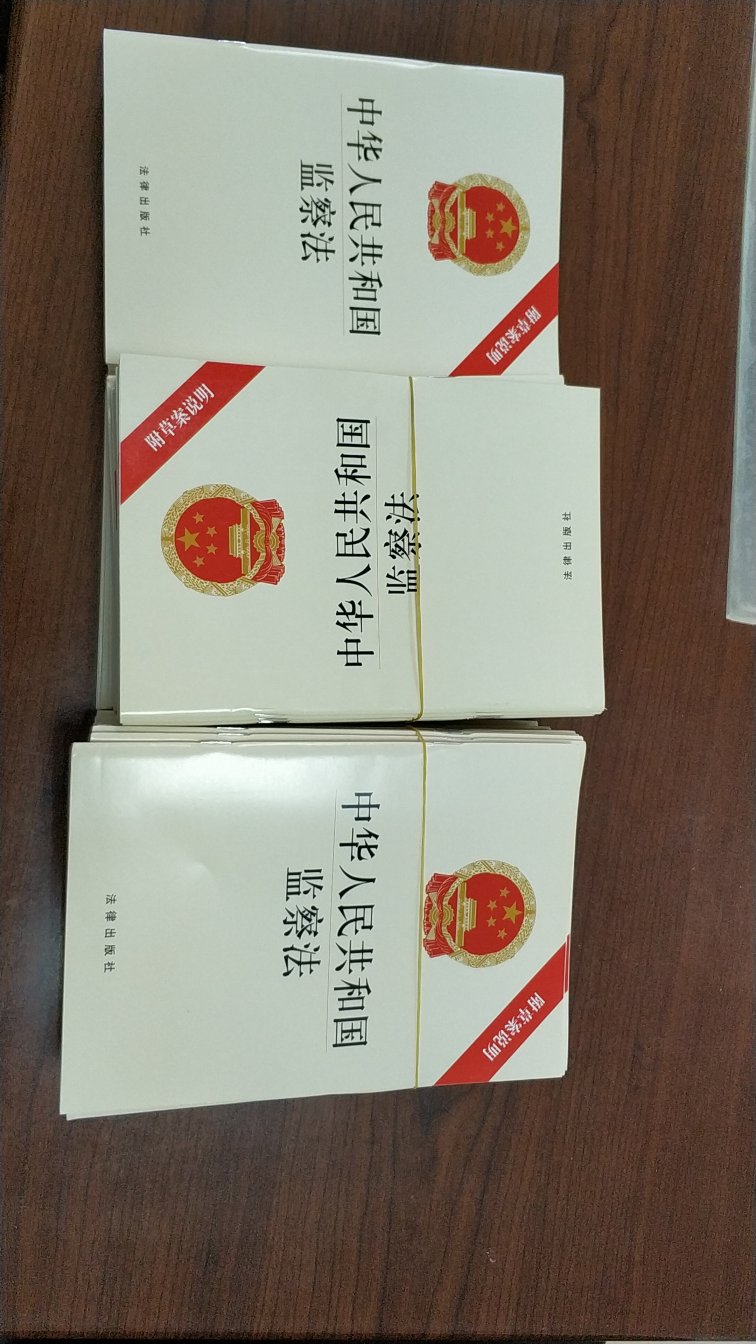 附草案说明
中华人民共和国
监察法
法律出版社
附草案说明
中华人民共和国
监察法
法律出版社
附草案说明
中华人民共和国
监察法
法律出版社